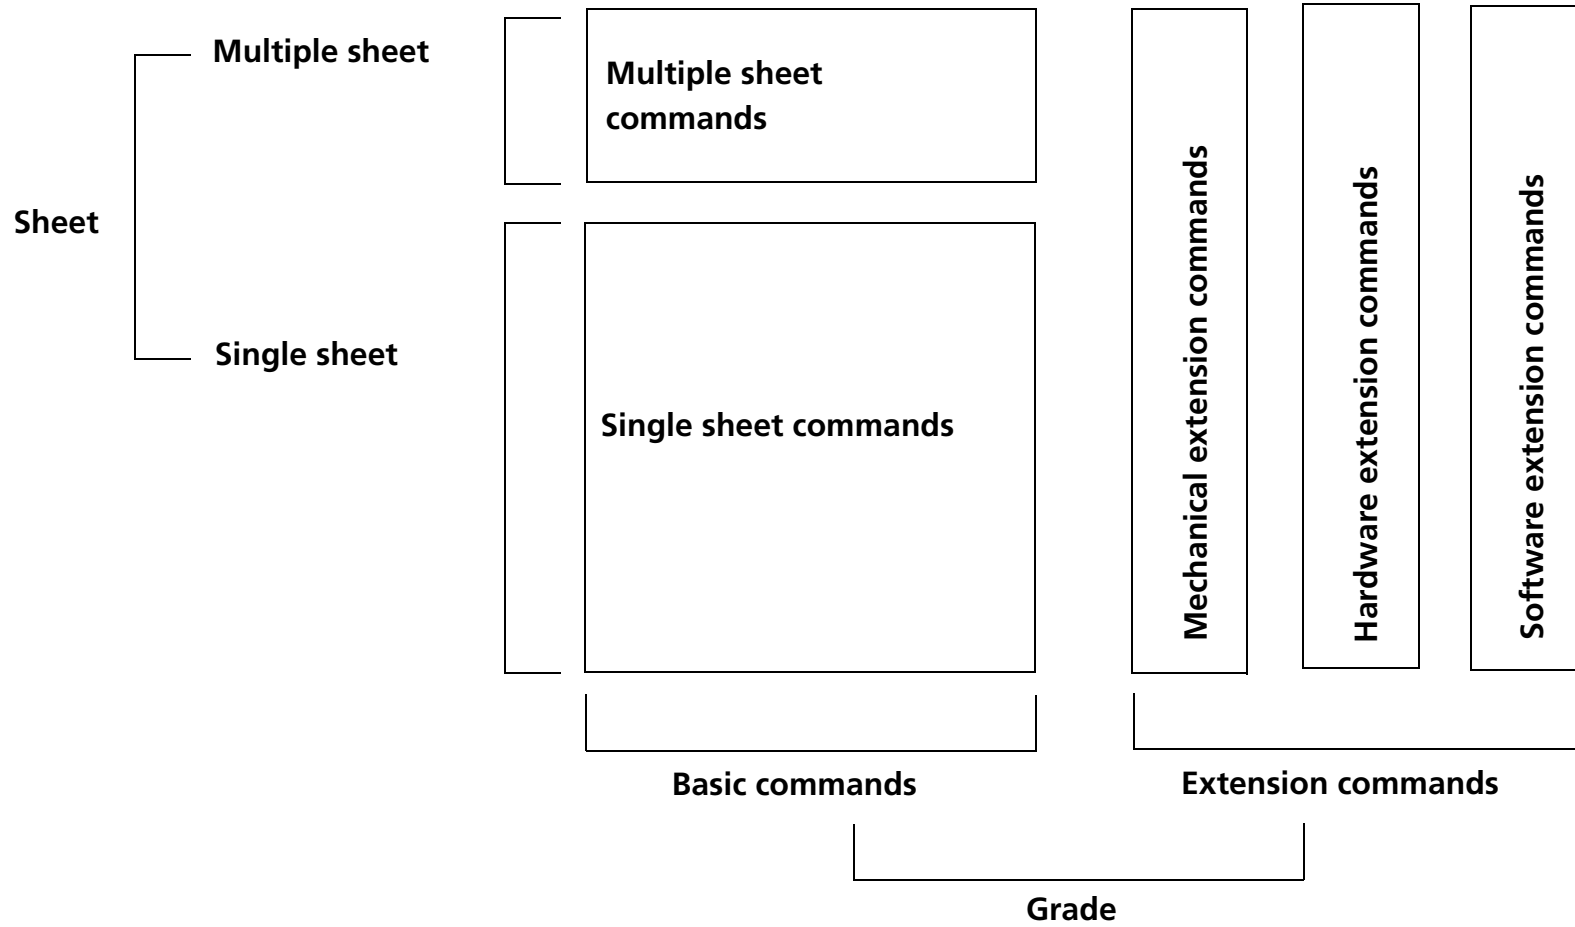 Multiple sheet
Multiple sheet
commands
Sheet
Single sheet
Single sheet commands
Mechanical extension commands
Hardware extension commands
Software extension commands
Basic commands
Extension commands
Grade